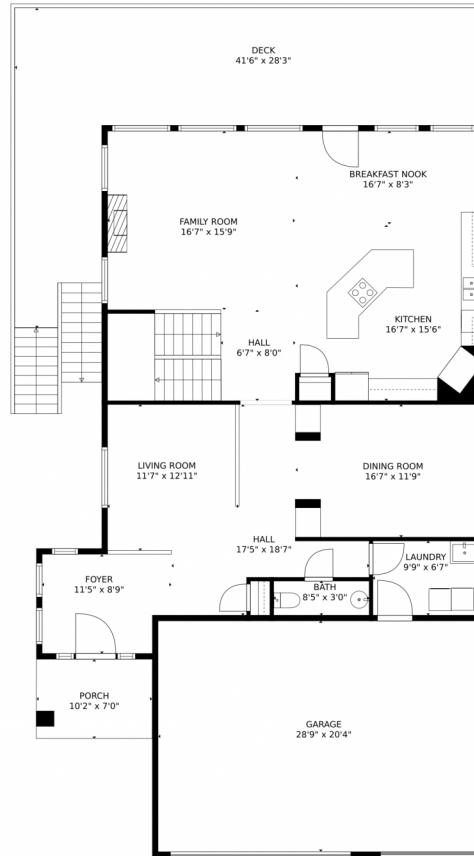 DECK
41'6" x 28'3"
BREAKFAST NOOK
16'7" x 8'3"
FAMILY ROOM
16'7" x 15'9"
KITCHEN
16'7" x 15'6"
HALL
6'7" x 8'0"
LIVING ROOM
11'7" x 12'11"
DINING ROOM
16'7" x 11'9"
HALL
17'5" x 18'7"
LAUNDRY
9'9" x 6'7"
FOYER
11'5" x 8'9"
BATH
8'5" x 3'0"
PORCH
10'2" x 7'0"
GARAGE
28'9" x 20'4"